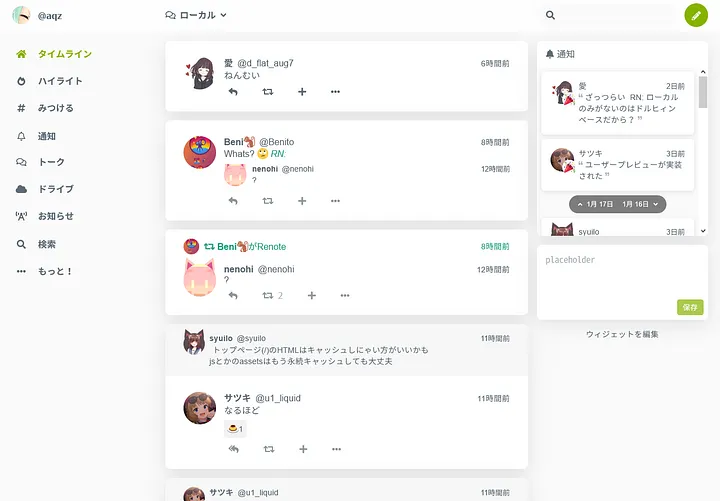 @aqz
ローカル
タイムライン
ハイライト
みつける
通知
トーク
ドライブ
お知らせ
検索
もっと！
愛 @d_flat_aug7 6時間前
ねんむい
Beni🐿 @Benito 8時間前
Whats? 🙄 RN:
nenohi @nenohi 12時間前
?
Beni🐿がRenote 8時間前
nenohi @nenohi 12時間前
?
2
syuilo @syuilo 11時間前
トップページ(/)のHTMLはキャッシュしにゃい方がいいかも
jsとかのassetsはもう永続キャッシュしても大丈夫
サツキ @u1_liquid 11時間前
なるほど
🍮1
サツキ @u1_liquid 11時間前
通知
愛 2日前
“ ざっつらい RN: ローカル
のみがないのはドルヒィン
ベースだから？ ”
サツキ 3日前
“ ユーザープレビューが実装
された ”
1月 17日 1月 16日
syuilo 3日前
placeholder
保存
ウィジェットを編集